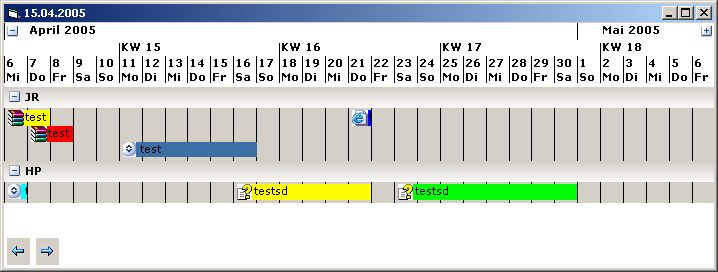 15.04.2005
April 2005 Mai 2005
KW 15 KW 16 KW 17 KW 18
6 7 8 9 10 11 12 13 14 15 16 17 18 19 20 21 22 23 24 25 26 27 28 29 30 1 2 3 4 5 6
Mi Do Fr Sa So Mo Di Mi Do Fr Sa So Mo Di Mi Do Fr Sa So Mo Di Mi Do Fr Sa So Mo Di Mi Do Fr
JR
test
test
test
HP
testsd testsd